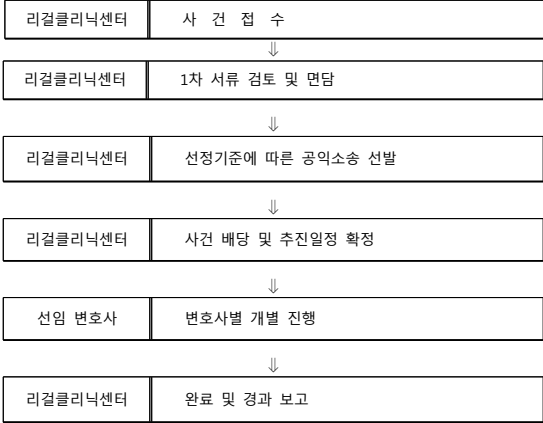 리걸클리닉센터 사 건 접 수
⇓
리걸클리닉센터 1차 서류 검토 및 면담
⇓
리걸클리닉센터 선정기준에 따른 공익소송 선발
⇓
리걸클리닉센터 사건 배당 및 추진일정 확정
⇓
선임 변호사 변호사별 개별 진행
⇓
리걸클리닉센터 완료 및 경과 보고